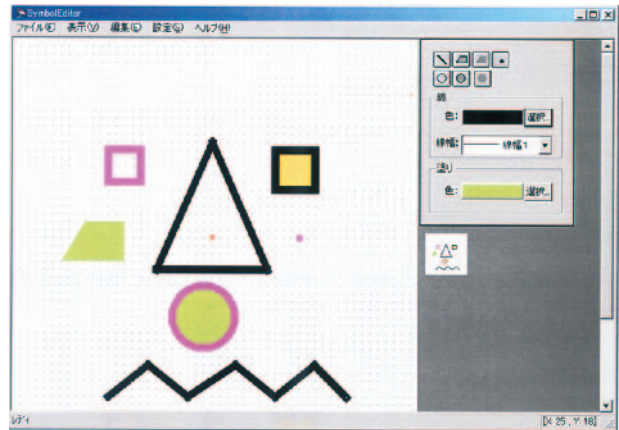 SymbolEditor
ファイル(F) 表示(V) 編集(E) 設定(S) ヘルプ(H)
線
色: 選択...
線幅: 線幅1
塗り
色: 選択...
レディ
[X: 25 , Y: 18]